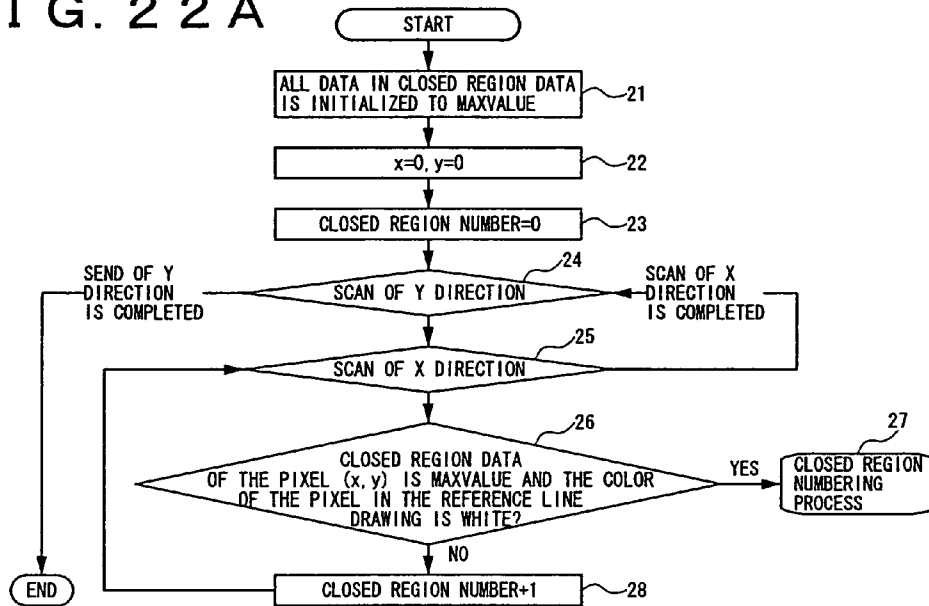 FIG. 22A
START
ALL DATA IN CLOSED REGION DATA
IS INITIALIZED TO MAXVALUE
21
x=0, y=0
22
CLOSED REGION NUMBER=0
23
24
SEND OF Y
DIRECTION
IS COMPLETED
SCAN OF Y DIRECTION
SCAN OF X
DIRECTION
IS COMPLETED
25
SCAN OF X DIRECTION
26
CLOSED REGION DATA
OF THE PIXEL (x, y) IS MAXVALUE AND THE COLOR
OF THE PIXEL IN THE REFERENCE LINE
DRAWING IS WHITE?
YES
27
CLOSED REGION
NUMBERING
PROCESS
NO
CLOSED REGION NUMBER+1
28
END